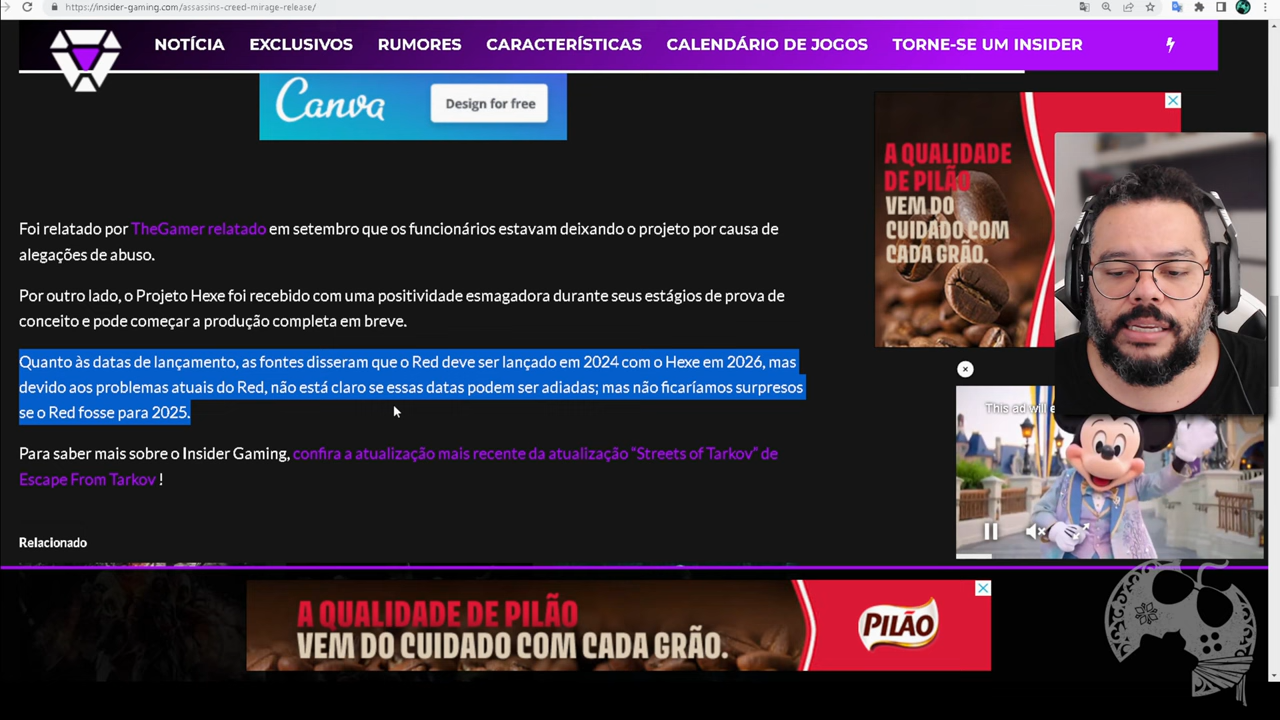 https://insider-gaming.com/assassins-creed-mirage-release/
NOTÍCIA EXCLUSIVOS RUMORES CARACTERÍSTICAS CALENDÁRIO DE JOGOS TORNE-SE UM INSIDER
Canva
Design for free
A QUALIDADE
DE PILÃO
VEM DO
CUIDADO COM
CADA GRÃO.
Foi relatado por TheGamer relatado em setembro que os funcionários estavam deixando o projeto por causa de
alegações de abuso.
Por outro lado, o Projeto Hexe foi recebido com uma positividade esmagadora durante seus estágios de prova de
conceito e pode começar a produção completa em breve.
Quanto às datas de lançamento, as fontes disseram que o Red deve ser lançado em 2024 com o Hexe em 2026, mas
devido aos problemas atuais do Red, não está claro se essas datas podem ser adiadas; mas não ficaríamos surpresos
se o Red fosse para 2025.
This ad will e
Para saber mais sobre o Insider Gaming, confira a atualização mais recente da atualização "Streets of Tarkov" de
Escape From Tarkov !
Relacionado
A QUALIDADE DE PILÃO
VEM DO CUIDADO COM CADA GRÃO.
PILÃO